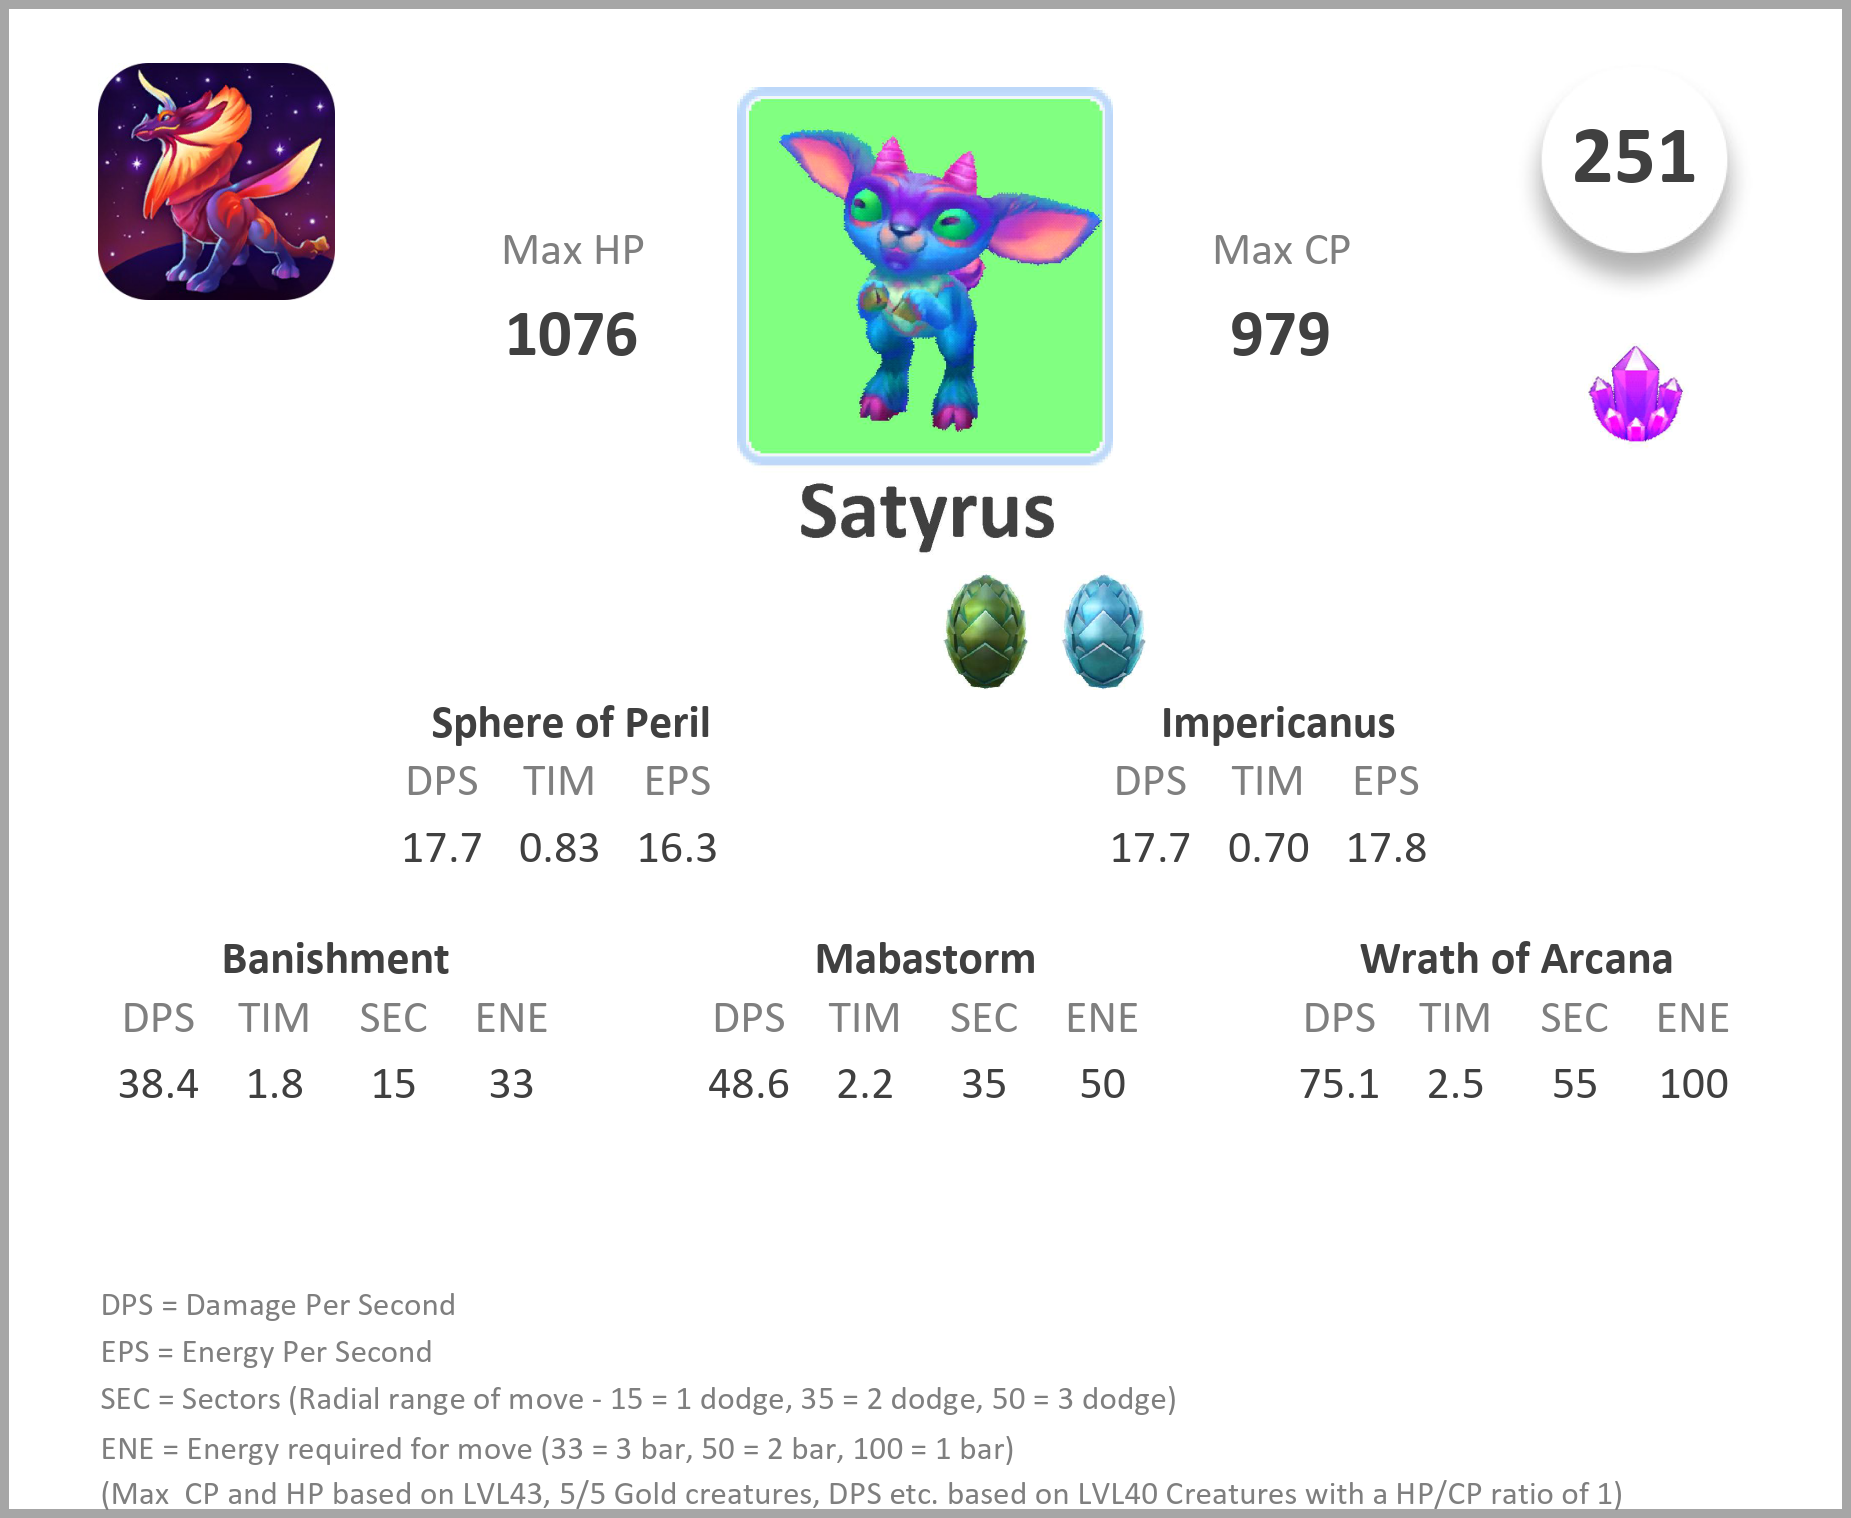 251
Max HP
Max CP
1076
979
Satyrus
Sphere of Peril
Impericanus
DPS TIM EPS
DPS TIM EPS
17.7 0.83 16.3
17.7 0.70 17.8
Banishment
Mabastorm
Wrath of Arcana
DPS TIM SEC ENE
DPS TIM SEC ENE
DPS TIM SEC ENE
38.4 1.8 15 33
48.6 2.2 35 50
75.1 2.5 55 100
DPS = Damage Per Second
EPS = Energy Per Second
SEC = Sectors (Radial range of move - 15 = 1 dodge, 35 = 2 dodge, 50 = 3 dodge)
ENE = Energy required for move (33 = 3 bar, 50 = 2 bar, 100 = 1 bar)
(Max  CP and HP based on LVL43, 5/5 Gold creatures, DPS etc. based on LVL40 Creatures with a HP/CP ratio of 1)